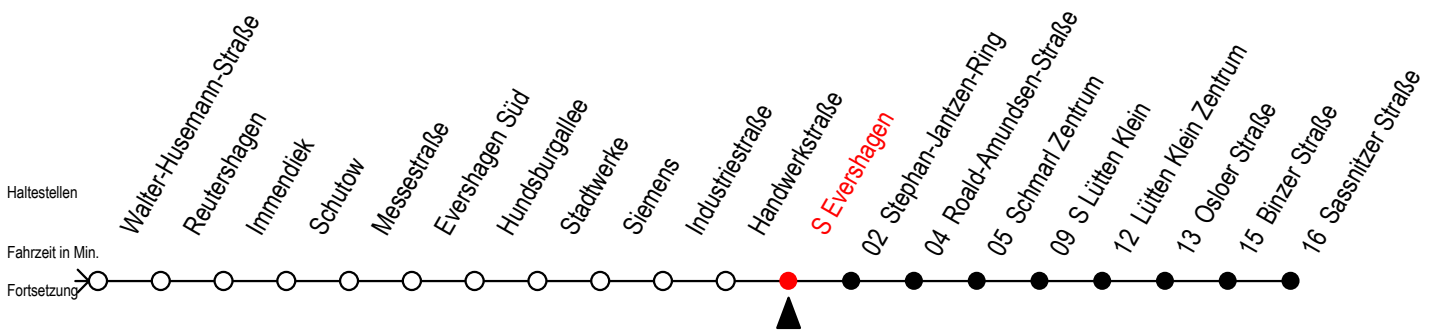 Haltestellen
Fahrzeit in Min.
Fortsetzung
Walter-Husemann-Straße
Reutershagen
Immendiek
Schutow
Messestraße
Evershagen Süd
Hundsburgallee
Stadtwerke
Siemens
Industriestraße
Handwerkstraße
S Evershagen
02 Stephan-Jantzen-Ring
04 Roald-Amundsen-Straße
05 Schmarl Zentrum
09 S Lütten Klein
12 Lütten Klein Zentrum
13 Osloer Straße
15 Binzer Straße
16 Sassnitzer Straße